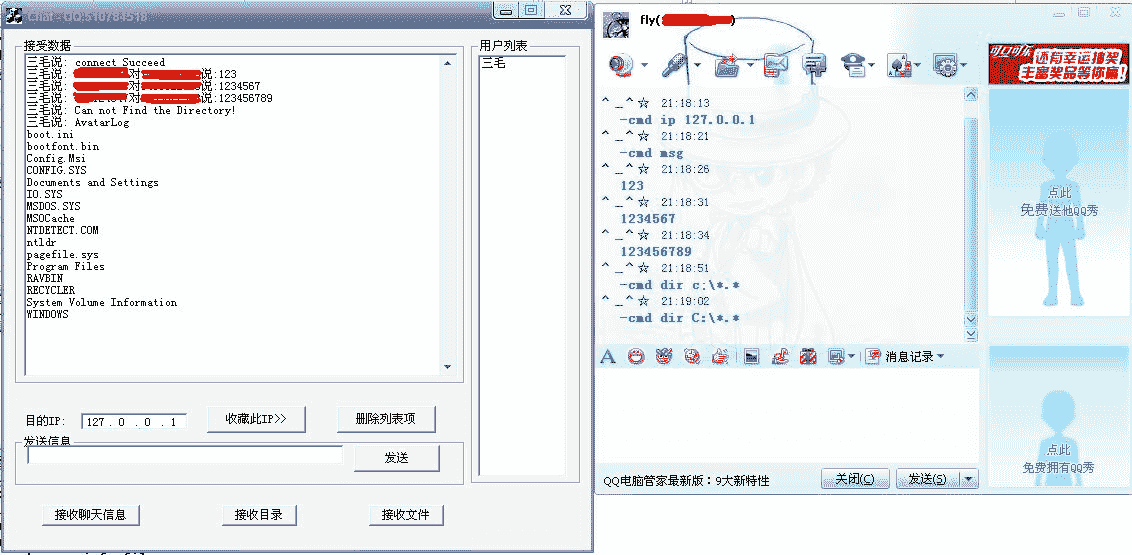 Chat - QQ:510784518
接受数据
三毛说: connect Succeed
三毛说: 对 说:123
三毛说: 对 说:1234567
三毛说: 对 说:123456789
三毛说: Can not Find the Directory!
三毛说: AvatarLog
boot.ini
bootfont.bin
Config.Msi
CONFIG.SYS
Documents and Settings
IO.SYS
MSDOS.SYS
MSOCache
NTDETECT.COM
ntldr
pagefile.sys
Program Files
RAVBIN
RECYCLER
System Volume Information
WINDOWS
用户列表
三毛
目的IP: 127 . 0 . 0 . 1
收藏此IP>>
删除列表项
发送信息
发送
接收聊天信息
接收目录
接收文件
fly( )
^_^☆ 21:18:13
-cmd ip 127.0.0.1
^_^☆ 21:18:21
-cmd msg
^_^☆ 21:18:26
123
^_^☆ 21:18:31
1234567
^_^☆ 21:18:34
123456789
^_^☆ 21:18:51
-cmd dir c:\*.*
^_^☆ 21:19:02
-cmd dir C:\*.*
消息记录
QQ电脑管家最新版：9大新特性
关闭(C)
发送(S)
可口可乐
还有幸运抽奖
丰富奖品等你赢!
点此
免费送他QQ秀
点此
免费拥有QQ秀